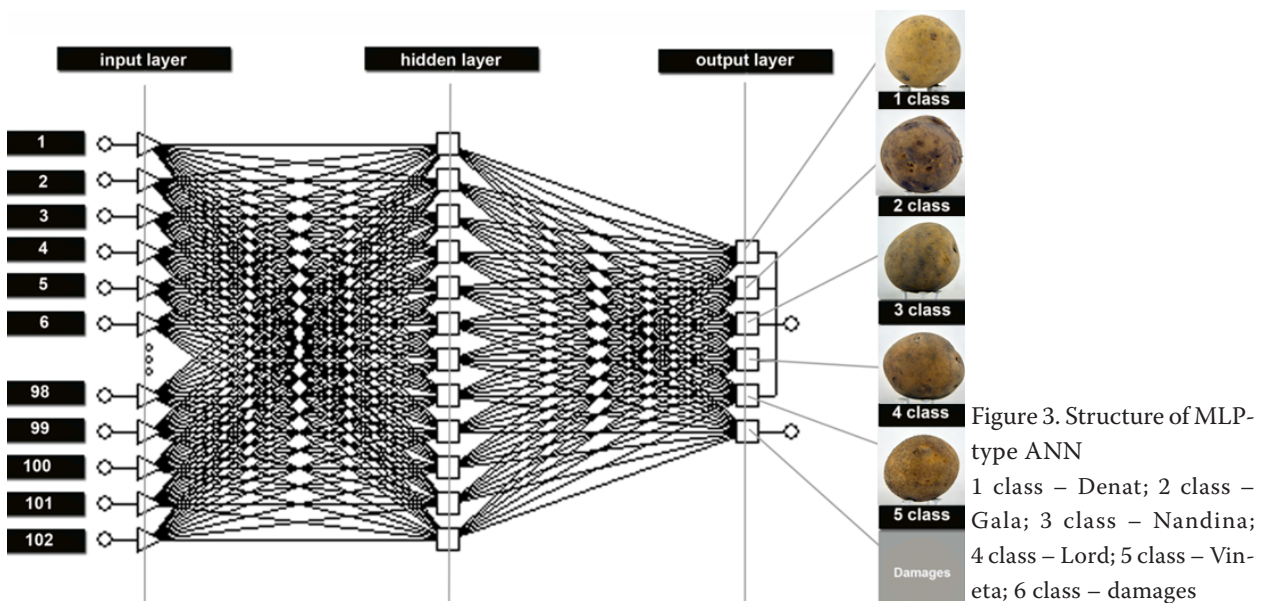 input layer
hidden layer
output layer
1
2
3
4
5
6
98
99
100
101
102
1 class
2 class
3 class
4 class
5 class
Damages
Figure 3. Structure of MLP-
type ANN
1 class – Denat; 2 class –
Gala; 3 class – Nandina;
4 class – Lord; 5 class – Vin-
eta; 6 class – damages